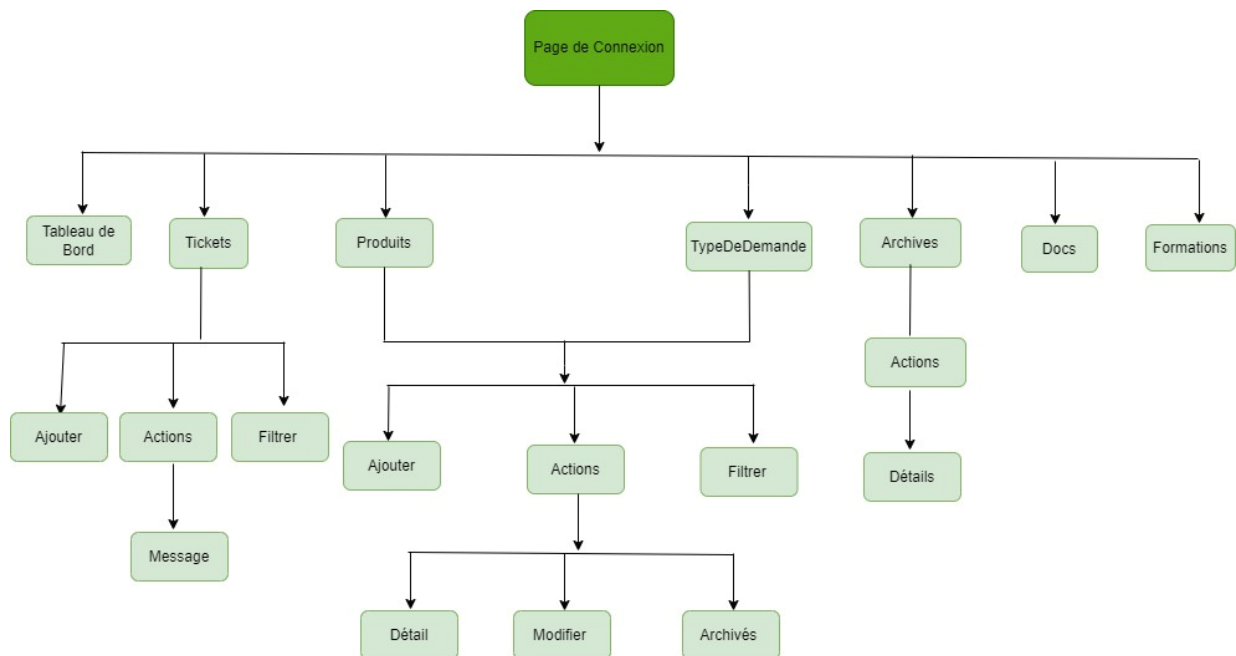 Page de Connexion
Tableau de
Bord
Tickets
Produits
TypeDeDemande
Archives
Docs
Formations
Actions
Ajouter
Actions
Filtrer
Ajouter
Actions
Filtrer
Détails
Message
Détail
Modifier
Archivés